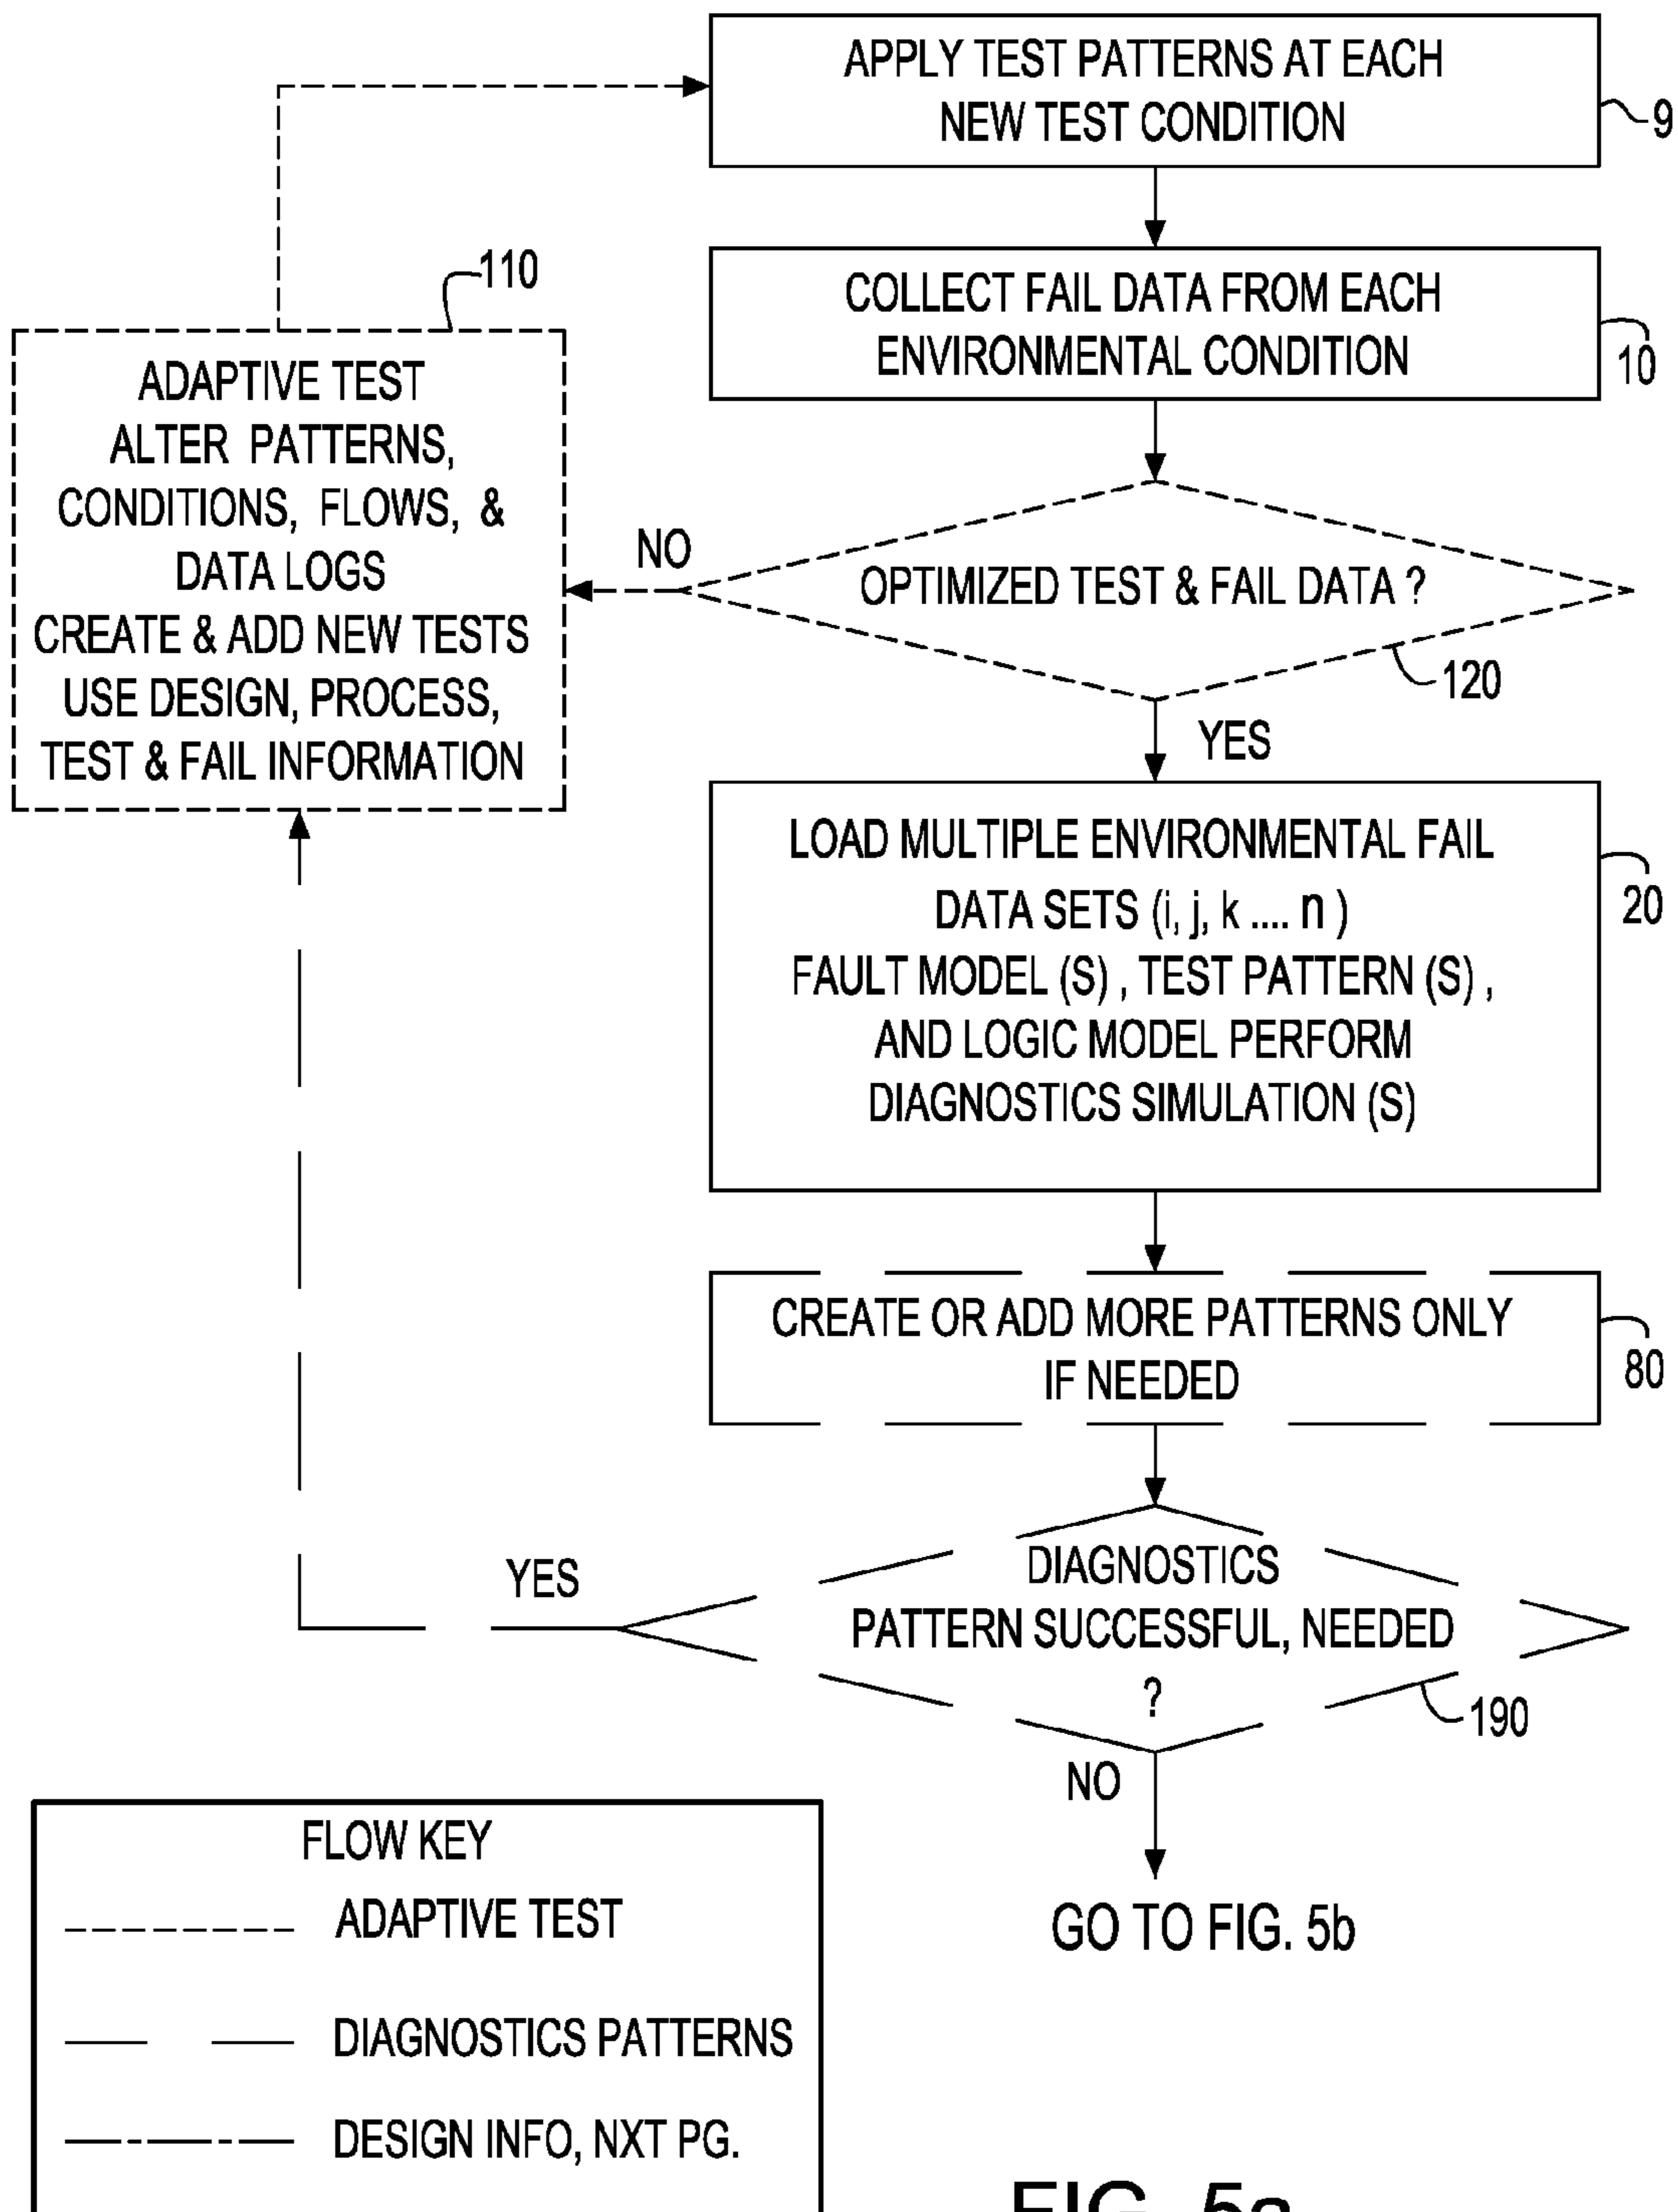 APPLY TEST PATTERNS AT EACH
NEW TEST CONDITION
9
COLLECT FAIL DATA FROM EACH
ENVIRONMENTAL CONDITION
10
110
ADAPTIVE TEST
ALTER PATTERNS,
CONDITIONS, FLOWS, &
DATA LOGS
CREATE & ADD NEW TESTS
USE DESIGN, PROCESS,
TEST & FAIL INFORMATION
NO
OPTIMIZED TEST & FAIL DATA ?
120
YES
LOAD MULTIPLE ENVIRONMENTAL FAIL
DATA SETS (i, j, k .... n )
FAULT MODEL (S) , TEST PATTERN (S) ,
AND LOGIC MODEL PERFORM
DIAGNOSTICS SIMULATION (S)
20
CREATE OR ADD MORE PATTERNS ONLY
IF NEEDED
80
YES
DIAGNOSTICS
PATTERN SUCCESSFUL, NEEDED
?
190
NO
GO TO FIG. 5b
FLOW KEY
ADAPTIVE TEST
DIAGNOSTICS PATTERNS
DESIGN INFO, NXT PG.
FIG. 5a